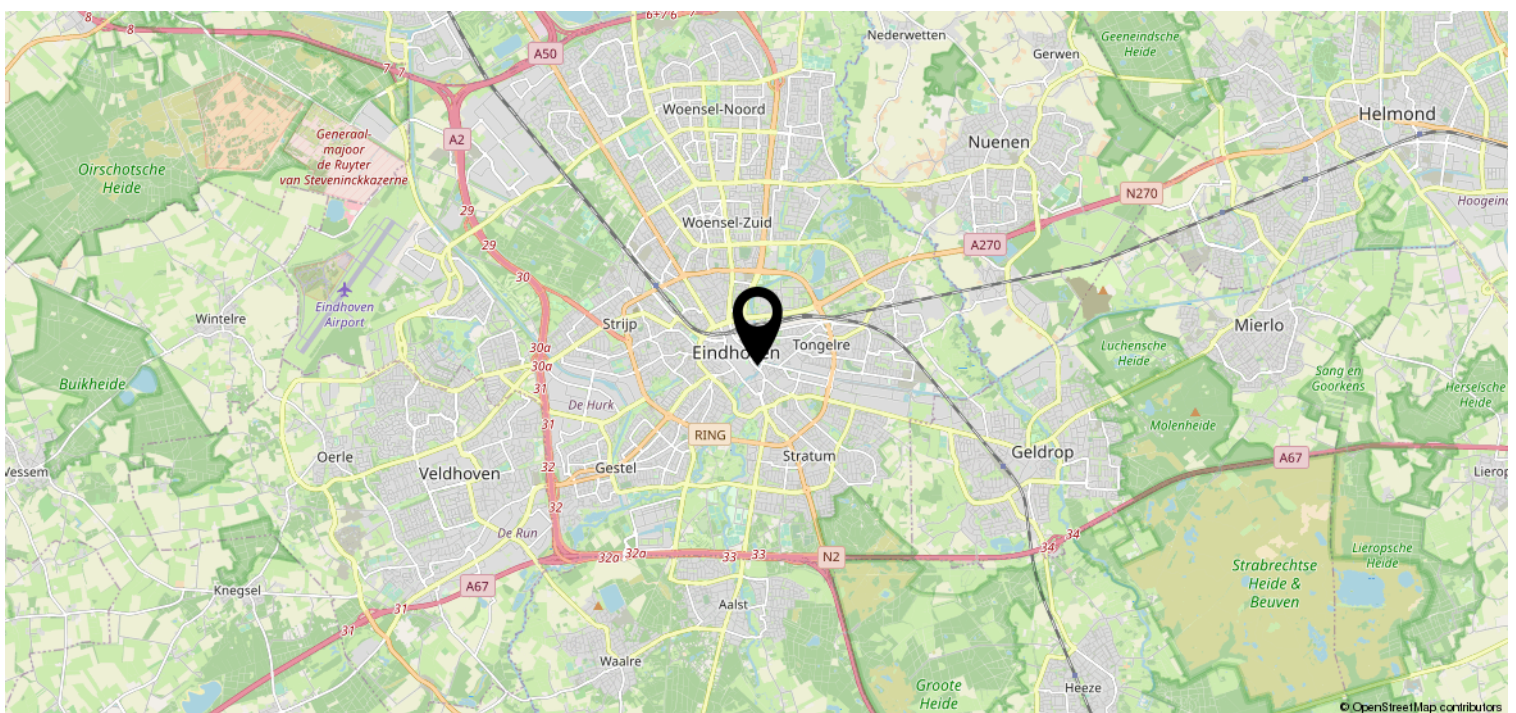 8
8
6+7 6
7
A50
Nederwetten
Gerwen
Geeneindsche
Heide
7
7
Woensel-Noord
Helmond
A2
Generaal-
majoor
de Ruyter
van Steveninckkazerne
Nuenen
Oirschotsche
Heide
N270
29
Woensel-Zuid
29
A270
30
Eindhoven
Airport
Wintelre
Strijp
Mierlo
30a
Eindhoven
Tongelre
Luchensche
Heide
30a
Buikheide
31
Sang en
Goorkens
Herselsche
Heide
De Hurk
31
Molenheide
RING
Oerle
Stratum
Geldrop
A67
32
Gestel
Veldhoven
32
De Run
34
32a
32a
33
33
N2
34
Strabrechtse
Heide &
Beuven
Lieropsche
Heide
Knegsel
A67
31
Aalst
31
Waalre
Groote
Heide
Heeze
© OpenStreetMap contributors